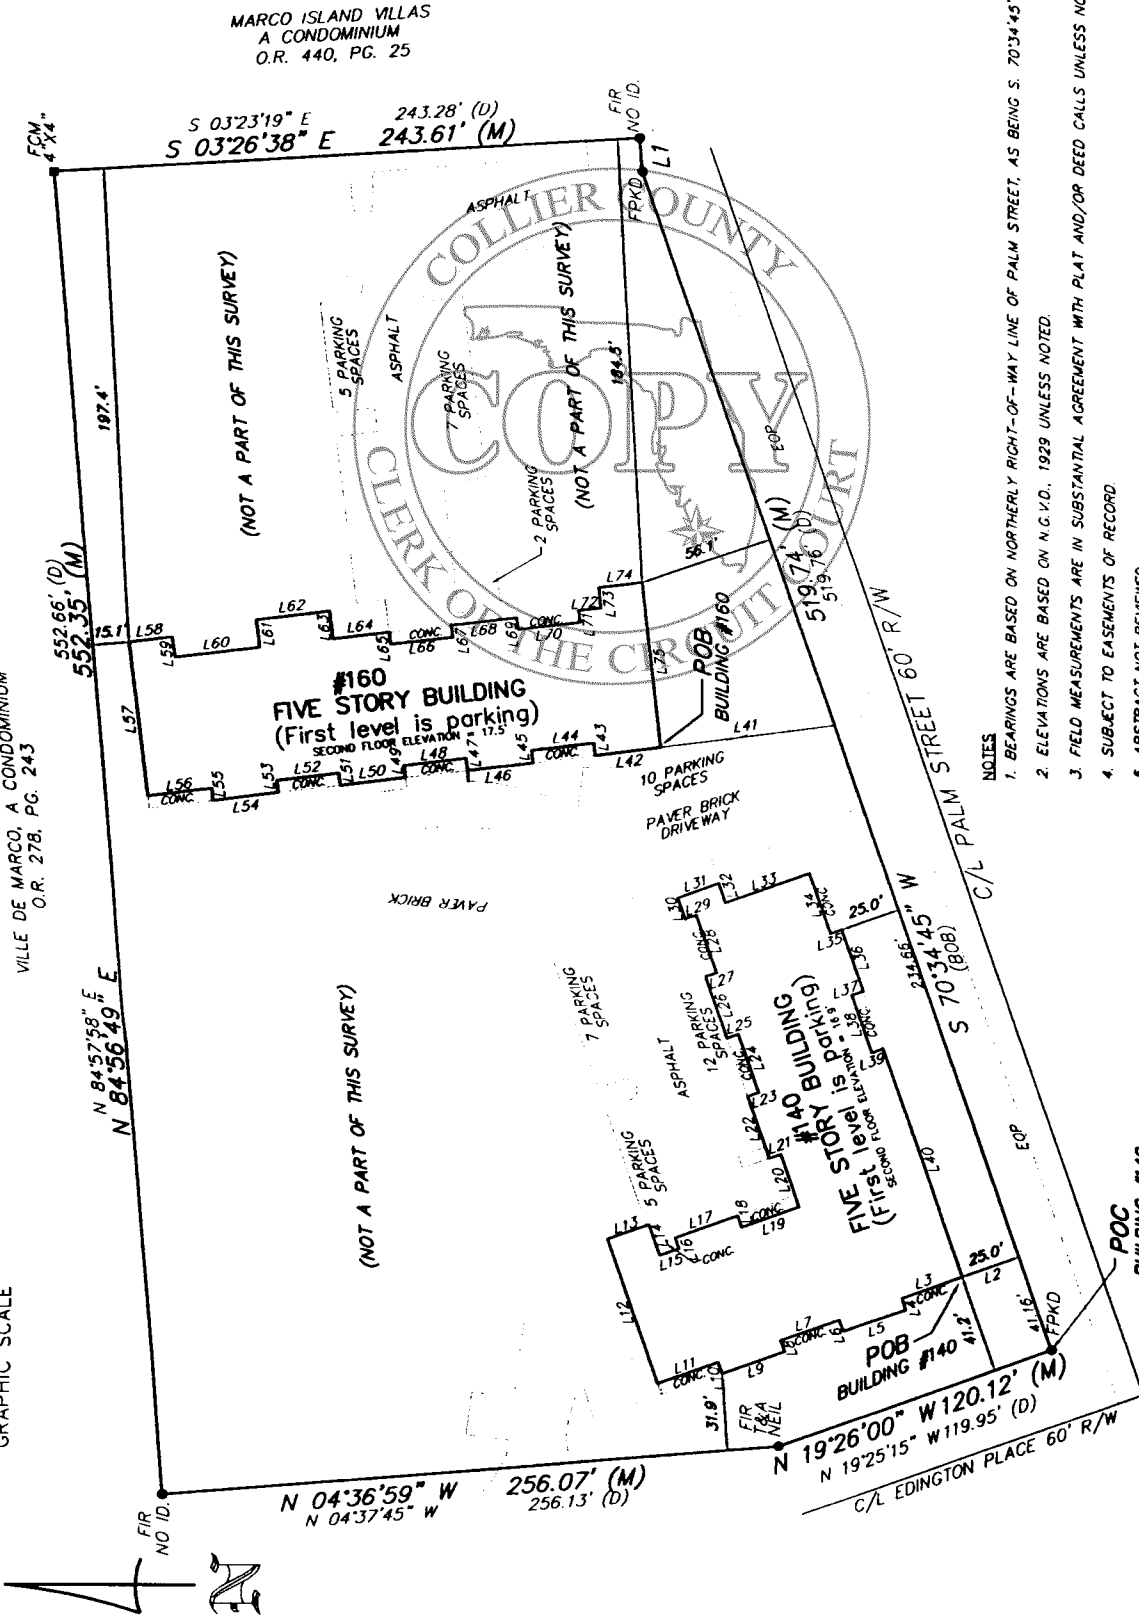 MARCO ISLAND VILLAS
A CONDOMINIUM
O.R. 440, PG. 25
FCM
4"X4"
S 03°23'19" E 243.28' (D)
S 03°26'38" E 243.61' (M)
FIR
NO ID.
L1
FPKD
COLLIER COUNTY
CLERK OF THE CIRCUIT COURT
COPY
ASPHALT
197.4'
(NOT A PART OF THIS SURVEY)
5 PARKING
SPACES
ASPHALT
7 PARKING
SPACES
(NOT A PART OF THIS SURVEY)
184.5'
2 PARKING
SPACES
EOP
56.1'
552.66' (D)
552.35' (M)
15.1'
L58
L59
L60
L61
L62
L63
L64
L65
CONC.
L66
L67
L68
L69
CONC.
L70
L71
L72
L73
L74
L75
L57
#160
FIVE STORY BUILDING
(First level is parking)
SECOND FLOOR ELEVATION = 17.5'
POB
BUILDING #160
519.74' (M)
519.76' (D)
L56
CONC.
L55
L54
L53
L52
CONC.
L51
L50
L49
L48
CONC.
L47
L46
L45
L44
CONC.
L43
L42
L41
10 PARKING
SPACES
PAVER BRICK
DRIVEWAY
PAVER BRICK
VILLE DE MARCO, A CONDOMINIUM
O.R. 278, PG. 243
N 84°57'58" E
N 84°56'49" E
(NOT A PART OF THIS SURVEY)
7 PARKING
SPACES
ASPHALT
12 PARKING
SPACES
5 PARKING
SPACES
L30
L31
L32
L33
L29
CONC.
L28
L27
L26
L25
CONC.
L24
L23
L22
L21
L20
L34
CONC.
L35
L36
L37
L38
CONC.
L39
L40
25.0'
234.66'
S 70°34'45" W
(BOB)
C/L PALM STREET 60' R/W
EOP
#140 BUILDING
FIVE STORY BUILDING
(First level is parking)
SECOND FLOOR ELEVATION = 16.9'
L13
L14
L15
L16
L17
CONC.
L18
CONC.
L19
L12
L11
CONC.
L10
L9
L8
L7
CONC.
L6
L5
L4
L3
CONC.
25.0'
L2
41.2'
41.16'
FPKD
POB
BUILDING #140
POC
BUILDING #140
31.9'
FIR
T&A
NEIL
N 19°26'00" W 120.12' (M)
N 19°25'15" W 119.95' (D)
C/L EDINGTON PLACE 60' R/W
N 04°36'59" W 256.07' (M)
N 04°37'45" W 256.13' (D)
FIR
NO ID.
GRAPHIC SCALE
N
NOTES
1. BEARINGS ARE BASED ON NORTHERLY RIGHT-OF-WAY LINE OF PALM STREET, AS BEING S. 70°34'45"
2. ELEVATIONS ARE BASED ON N.G.V.D., 1929 UNLESS NOTED.
3. FIELD MEASUREMENTS ARE IN SUBSTANTIAL AGREEMENT WITH PLAT AND/OR DEED CALLS UNLESS
4. SUBJECT TO EASEMENTS OF RECORD.
5. ABSTRACT NOT REVIEWED.